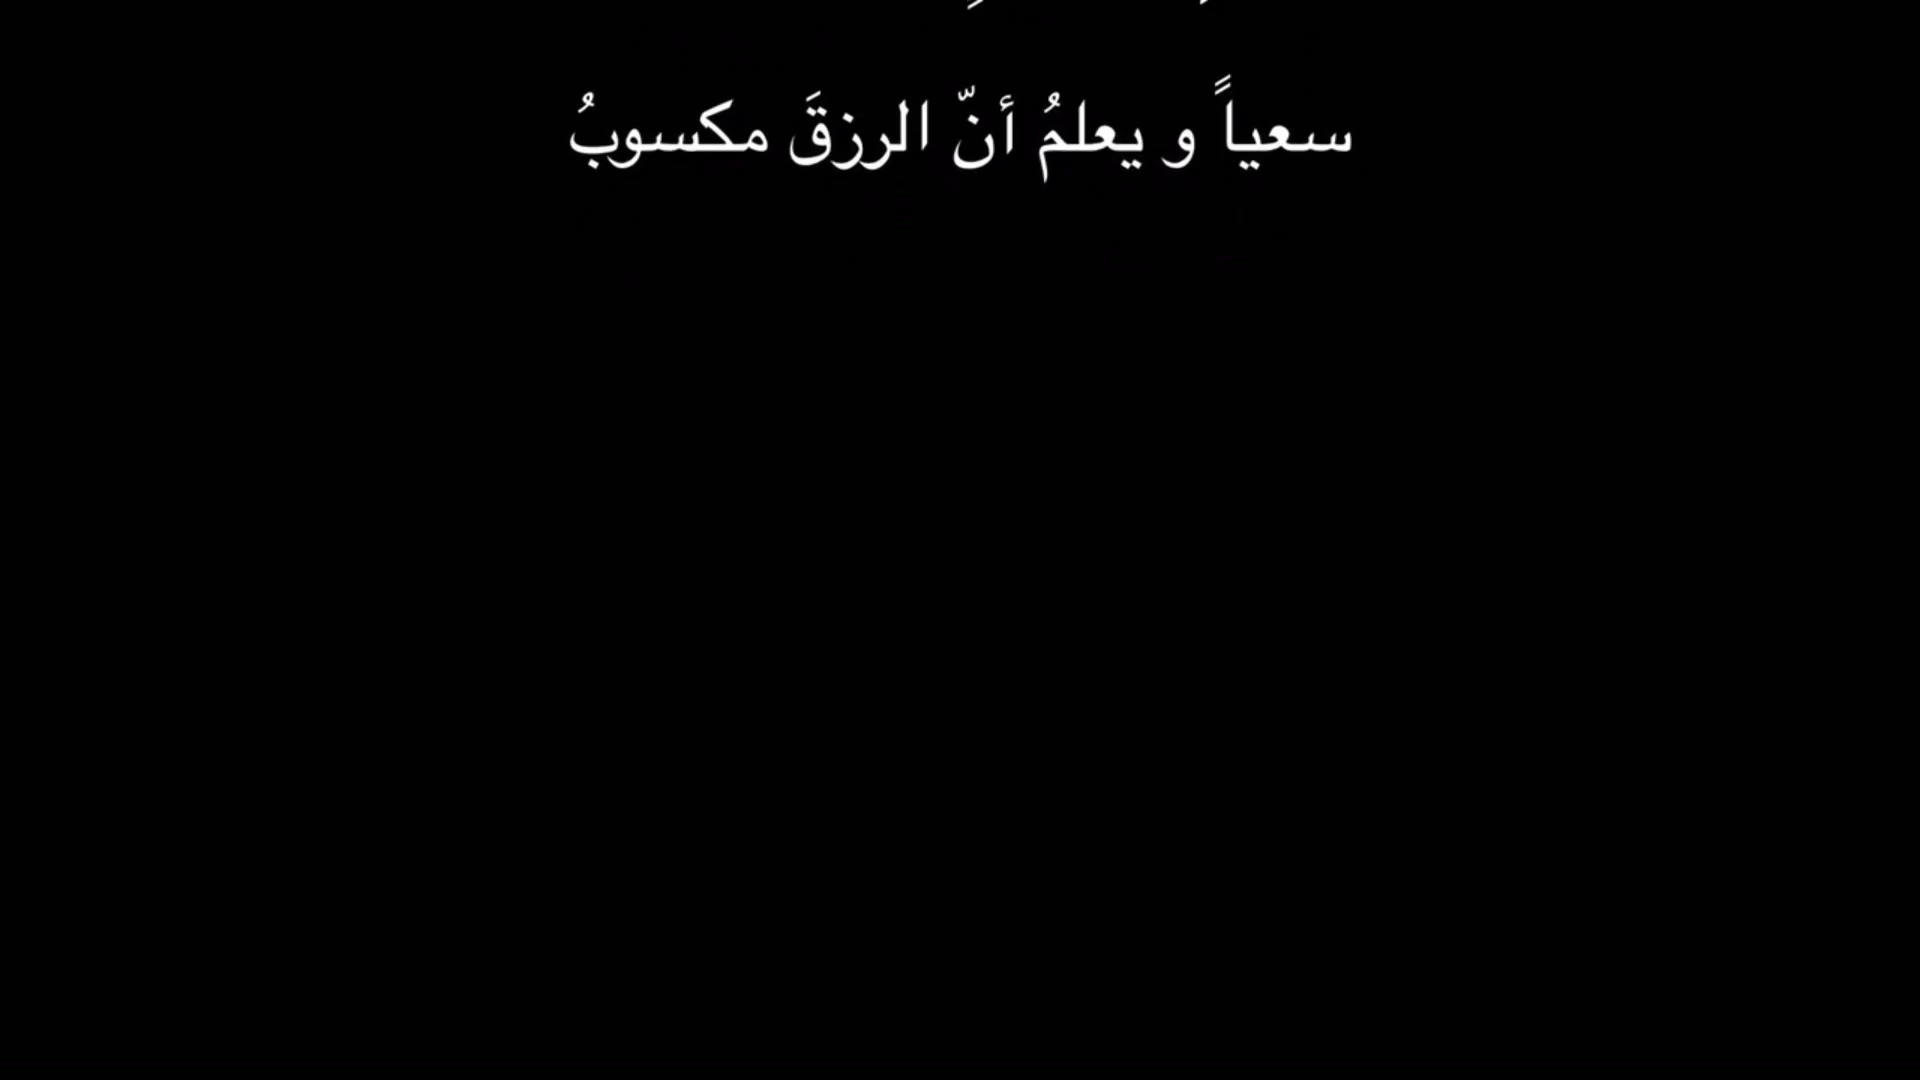 سعياً و يعلمُ أنّ الرزقَ مكسوبُ